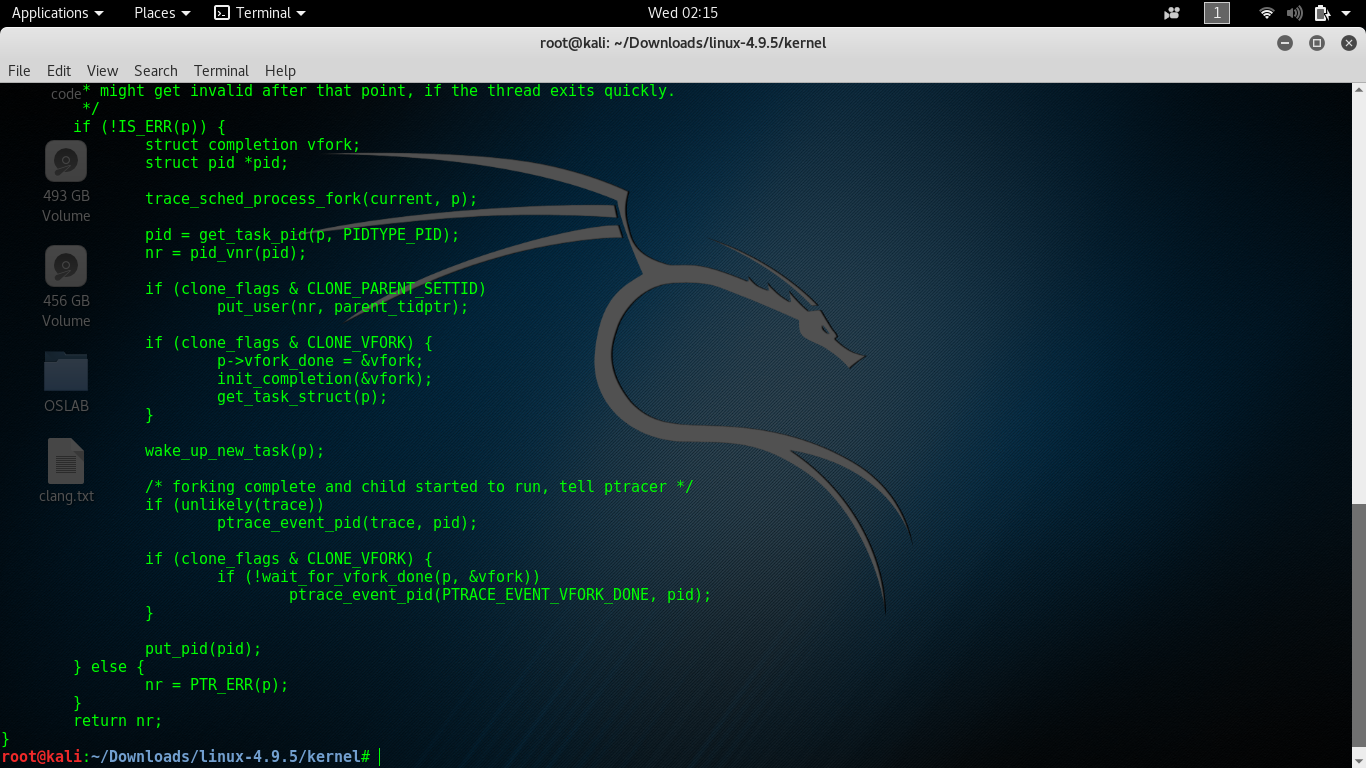 Applications Places Terminal Wed 02:15 1
root@kali: ~/Downloads/linux-4.9.5/kernel
File Edit View Search Terminal Help
code
493 GB
Volume
456 GB
Volume
OSLAB
clang.txt
         * might get invalid after that point, if the thread exits quickly.
         */
        if (!IS_ERR(p)) {
                struct completion vfork;
                struct pid *pid;

                trace_sched_process_fork(current, p);

                pid = get_task_pid(p, PIDTYPE_PID);
                nr = pid_vnr(pid);

                if (clone_flags & CLONE_PARENT_SETTID)
                        put_user(nr, parent_tidptr);

                if (clone_flags & CLONE_VFORK) {
                        p->vfork_done = &vfork;
                        init_completion(&vfork);
                        get_task_struct(p);
                }

                wake_up_new_task(p);

                /* forking complete and child started to run, tell ptracer */
                if (unlikely(trace))
                        ptrace_event_pid(trace, pid);

                if (clone_flags & CLONE_VFORK) {
                        if (!wait_for_vfork_done(p, &vfork))
                                ptrace_event_pid(PTRACE_EVENT_VFORK_DONE, pid);
                }

                put_pid(pid);
        } else {
                nr = PTR_ERR(p);
        }
        return nr;
}
root@kali:~/Downloads/linux-4.9.5/kernel#